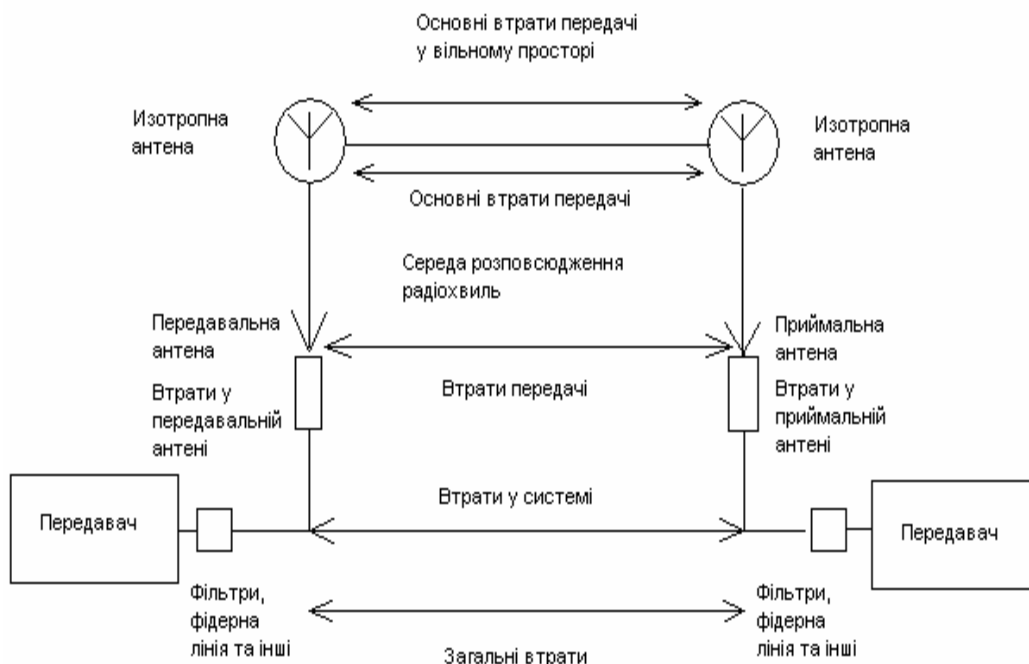 Основні втрати передачі
у вільному просторі
Изотропна
антена
Изотропна
антена
Основні втрати передачі
Середа розповсюдження
радіохвиль
Передавальна
антена
Приймальна
антена
Втрати у
передавальній
антені
Втрати передачі
Втрати у
приймальній
антені
Передавач
Втрати у системі
Передавач
Фільтри,
фідерна
лінія та інші
Фільтри,
фідерна
лінія та інші
Загальні втрати